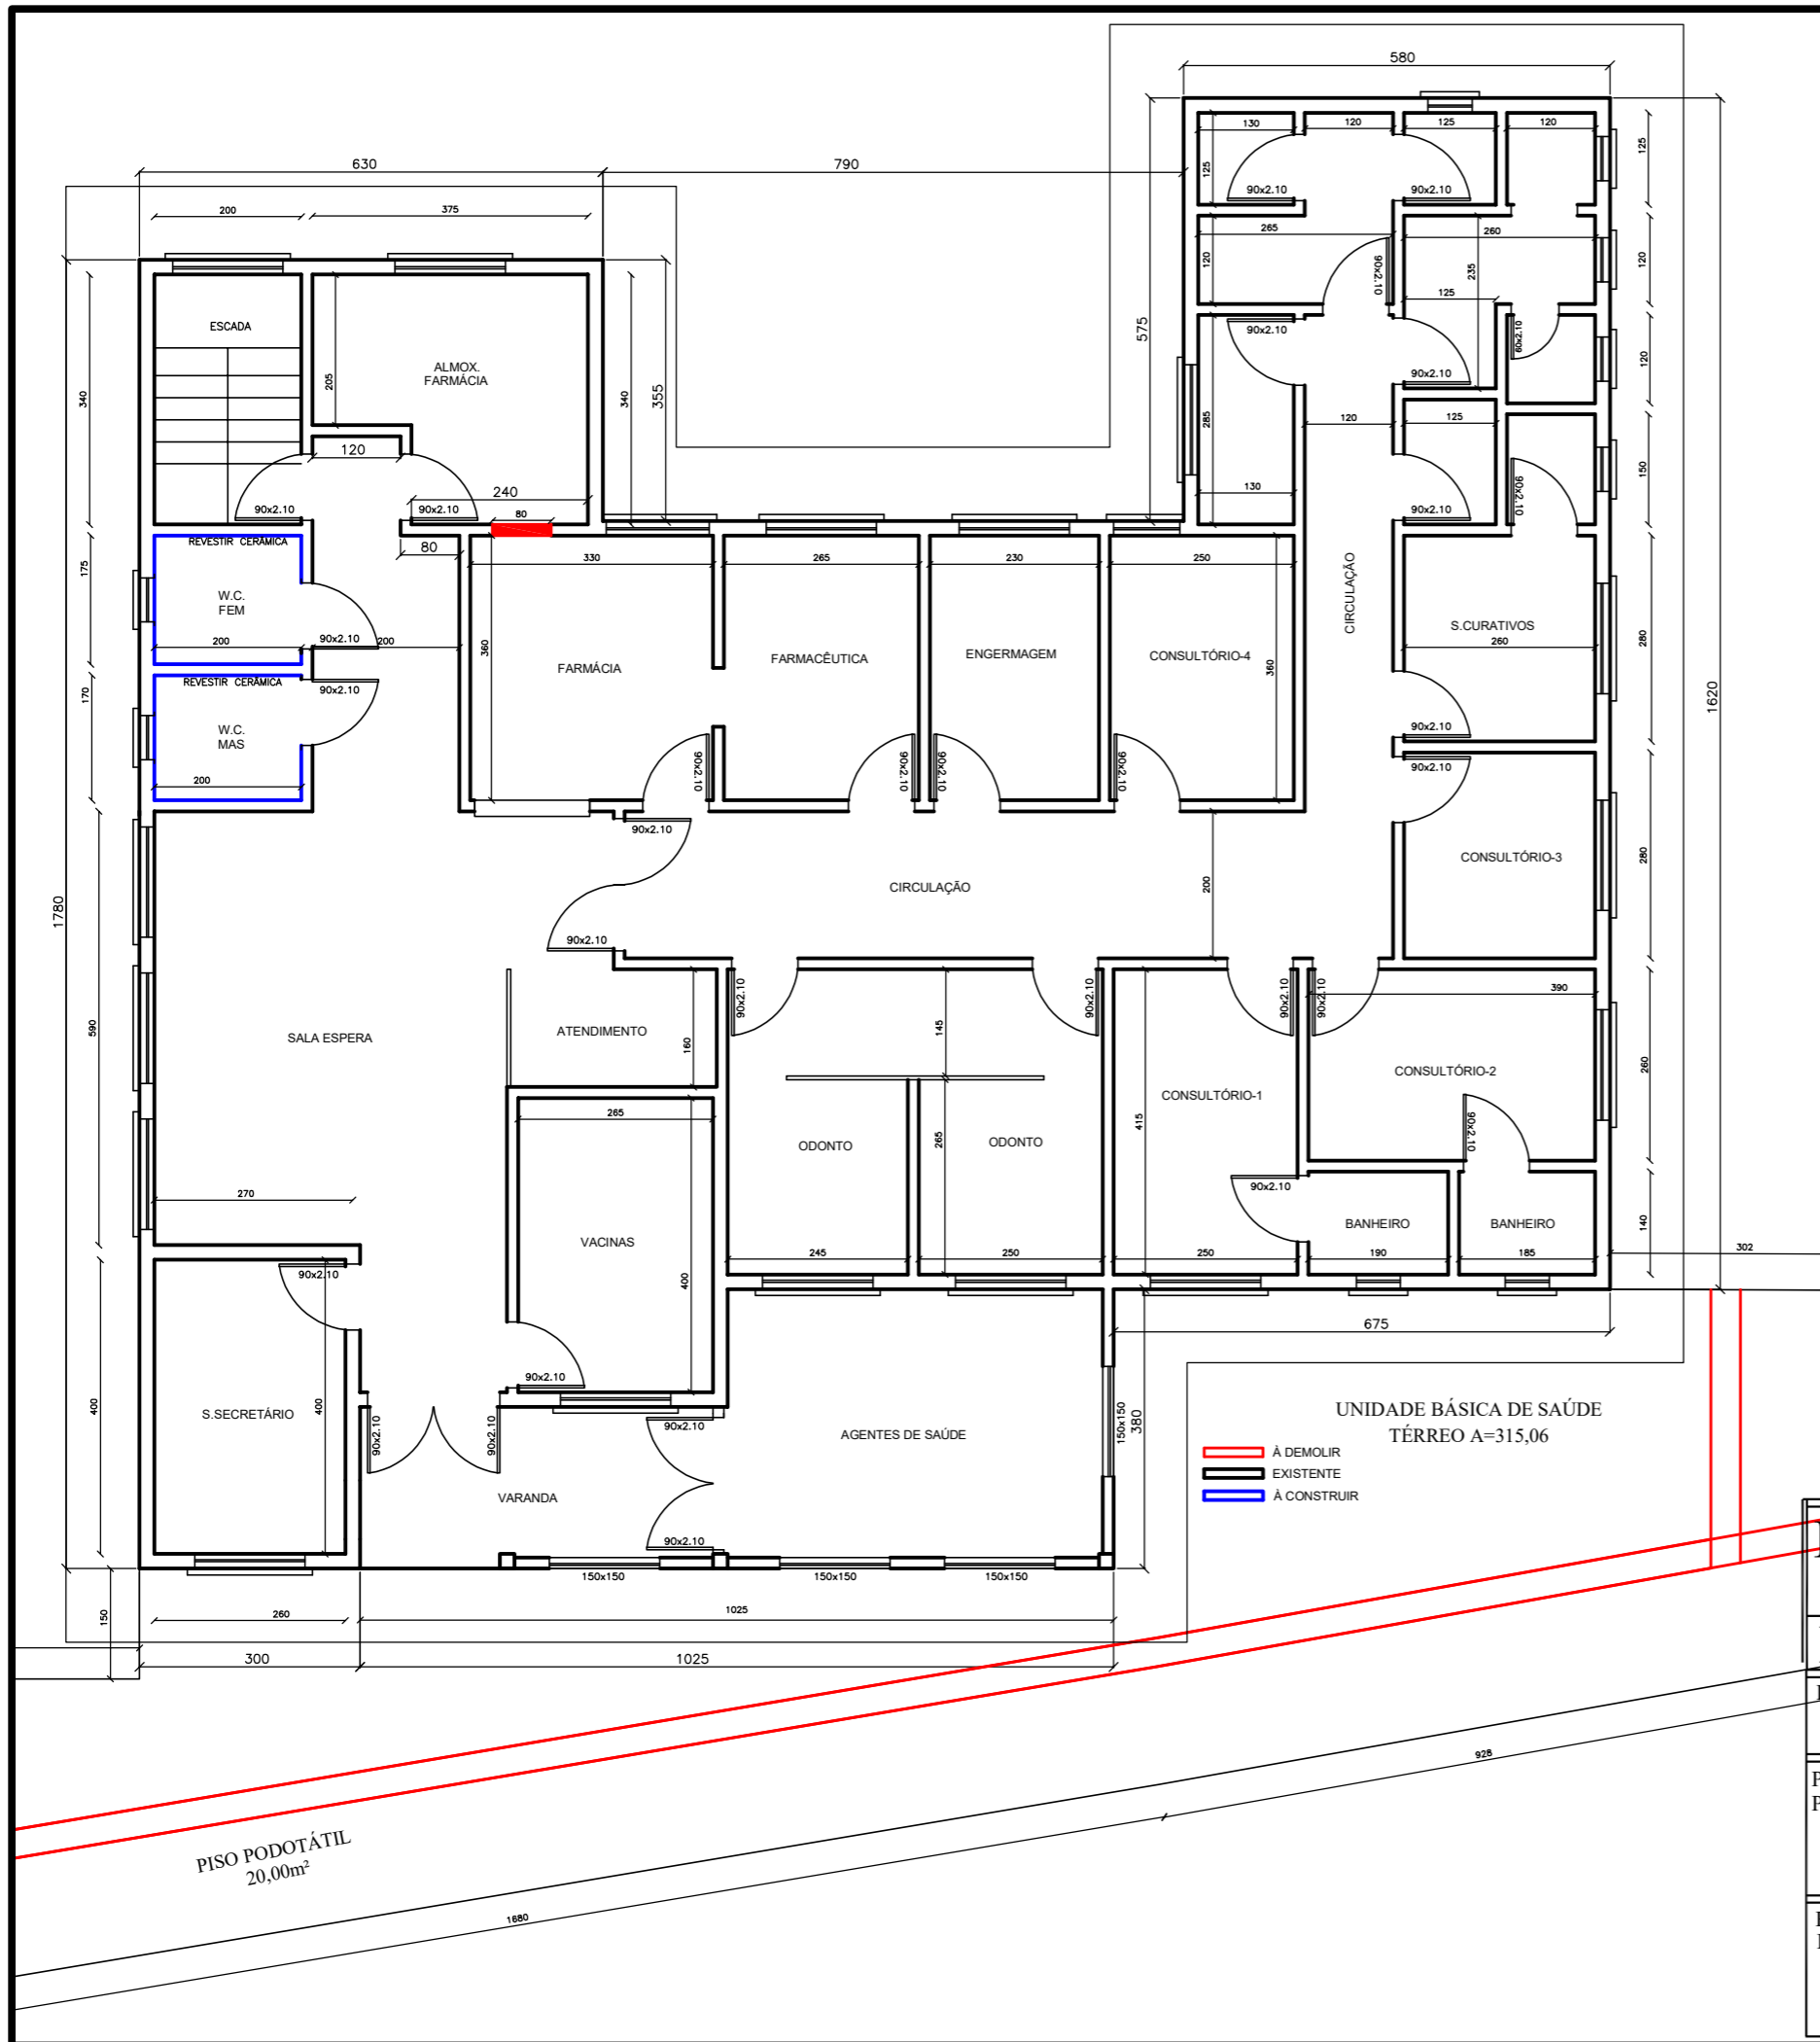 580
130
120
125
120
125
125
90x2.10
90x2.10
630
790
200
375
265
260
120
235
120
90x2.10
125
ESCADA
ALMOX.
FARMÁCIA
205
340
340
355
575
90x2.10
60x2.10
120
90x2.10
285
120
125
150
130
90x2.10
120
240
80
90x2.10
90x2.10
90x2.10
REVESTIR CERÂMICA
80
175
W.C.
FEM
200
90x2.10
200
330
265
230
250
360
FARMÁCIA
FARMACÊUTICA
ENGERMAGEM
CONSULTÓRIO-4
360
CIRCULAÇÃO
S.CURATIVOS
260
280
1620
REVESTIR CERÂMICA
170
90x2.10
W.C.
MAS
200
90x2.10
90x2.10
90x2.10
90x2.10
90x2.10
90x2.10
90x2.10
CONSULTÓRIO-3
280
CIRCULAÇÃO
200
1780
90x2.10
590
SALA ESPERA
ATENDIMENTO
160
90x2.10
145
90x2.10
90x2.10
90x2.10
390
CONSULTÓRIO-2
260
CONSULTÓRIO-1
415
90x2.10
265
ODONTO
265
ODONTO
270
VACINAS
400
90x2.10
BANHEIRO
BANHEIRO
140
245
250
250
190
185
302
90x2.10
675
90x2.10
S.SECRETÁRIO
400
400
90x2.10
90x2.10
90x2.10
AGENTES DE SAÚDE
150x150
380
UNIDADE BÁSICA DE SAÚDE
TÉRREO A=315,06
À DEMOLIR
EXISTENTE
À CONSTRUIR
VARANDA
90x2.10
150x150
150x150
150x150
150
260
1025
300
1025
928
PISO PODOTÁTIL
20,00m²
1680